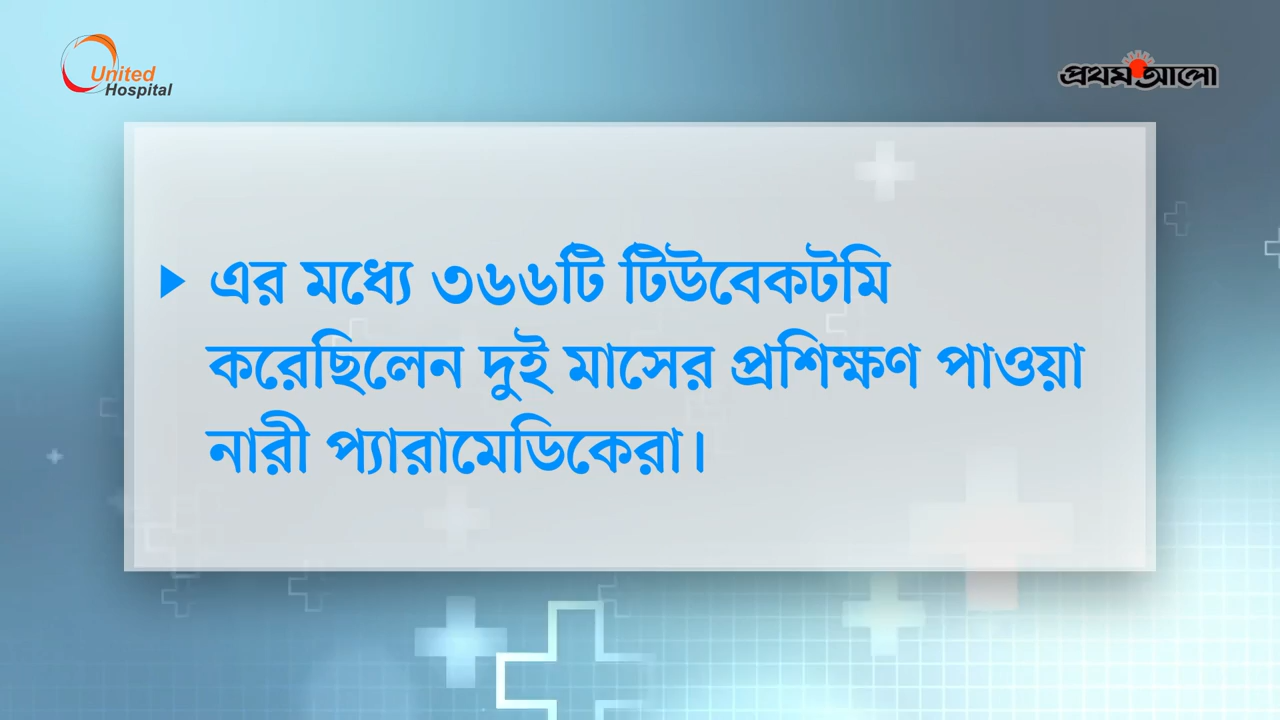 United
Hospital
প্রথম আলো
এর মধ্যে ৩৬৬টি টিউবেকটমি
করেছিলেন দুই মাসের প্রশিক্ষণ পাওয়া
নারী প্যারামেডিকেরা।